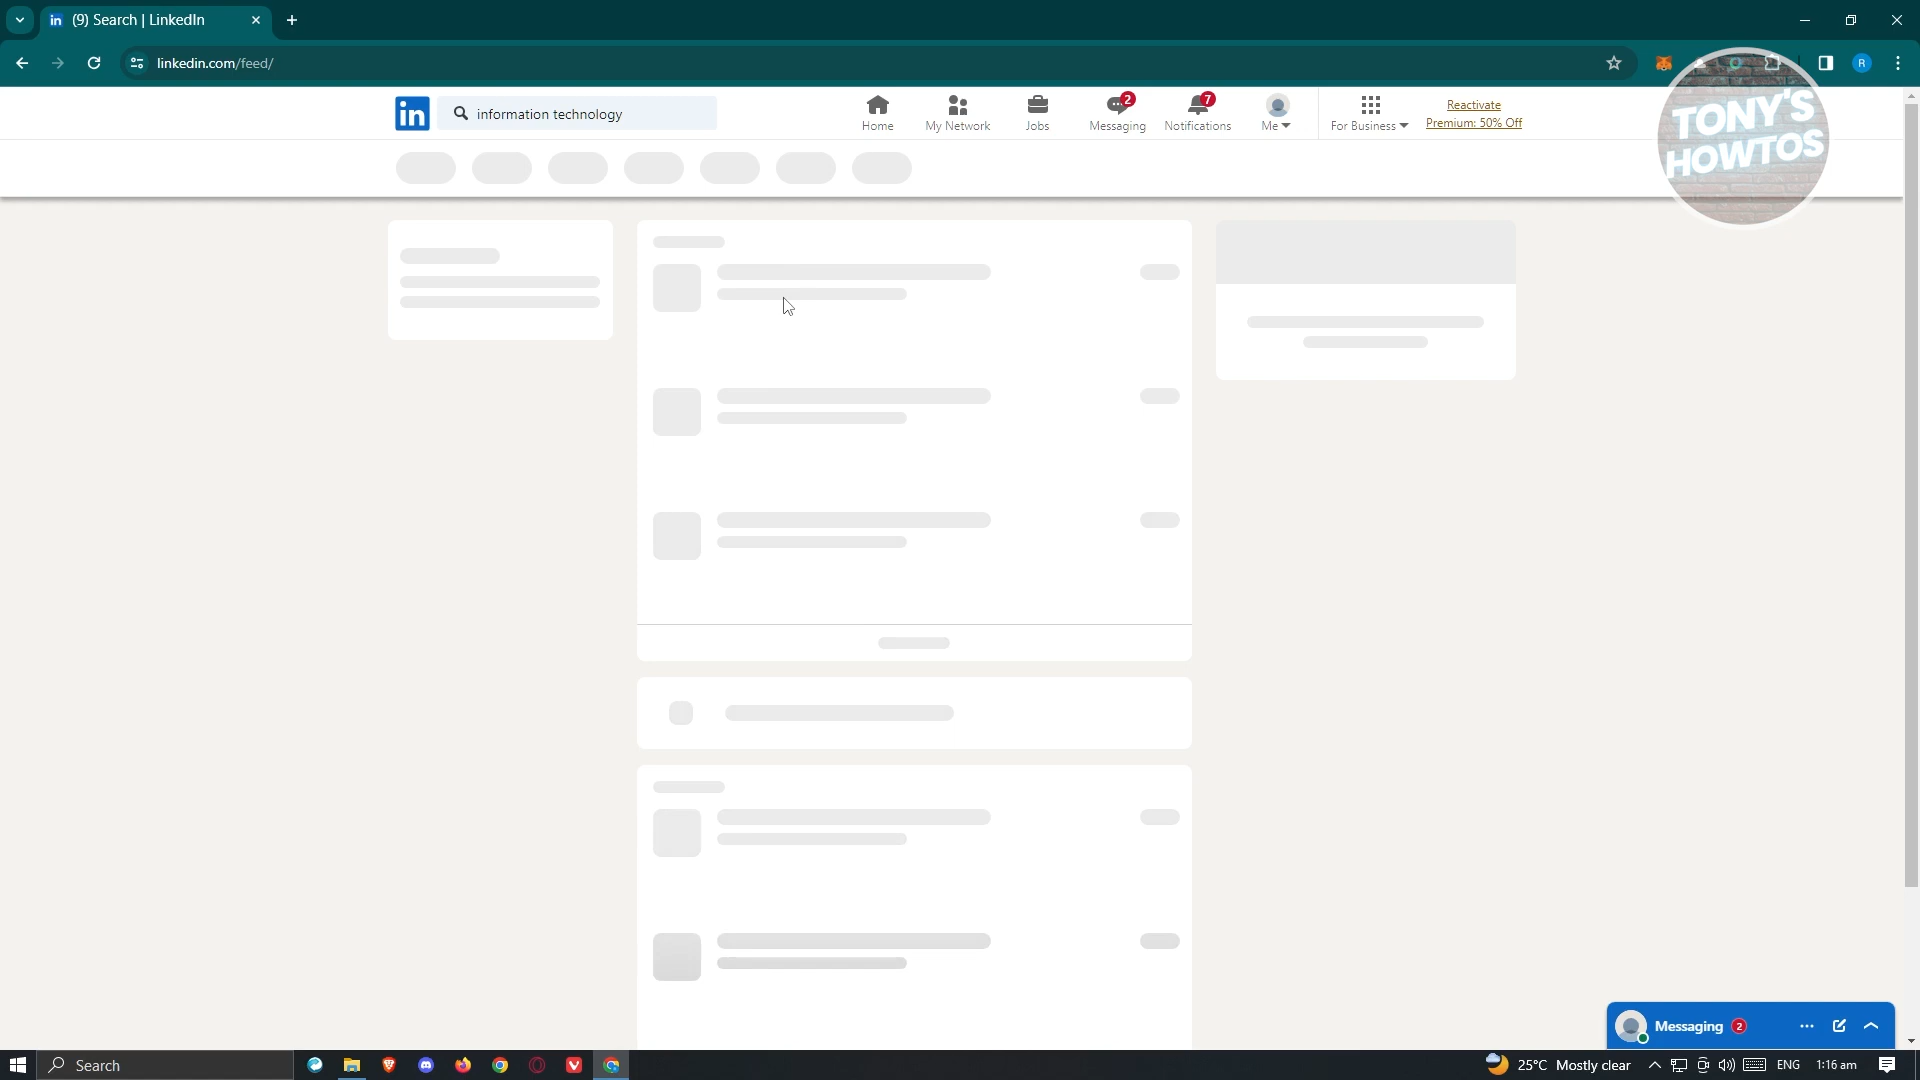 (9) Search | LinkedIn
linkedin.com/feed/
in
information technology
Home
My Network
Jobs
2
Messaging
7
Notifications
Me
For Business
Reactivate
Premium: 50% Off
R
TONY'S
HOWTOS
Messaging 2
Search
25°C Mostly clear
ENG
1:16 am